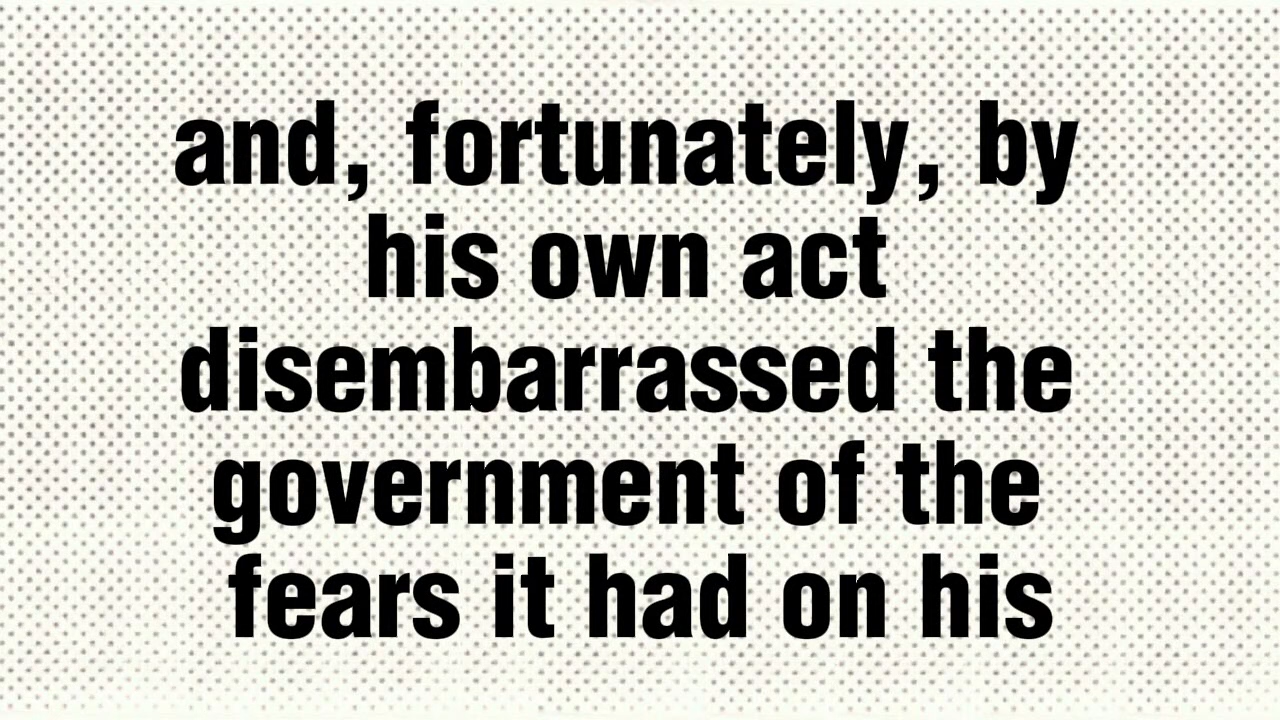 and, fortunately, by
his own act
disembarrassed the
government of the
fears it had on his